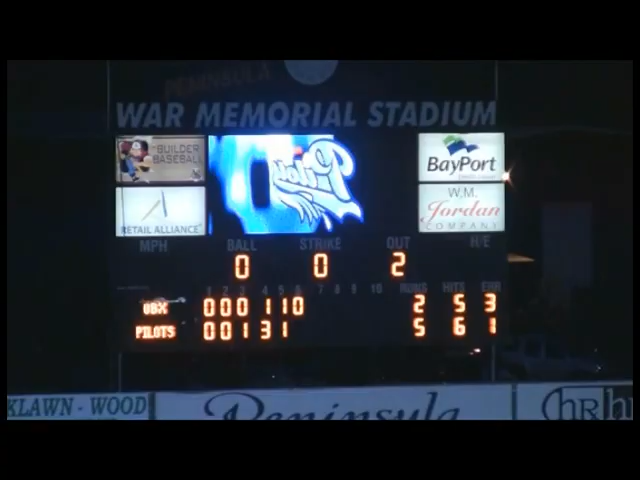 PENINSULA
WAR MEMORIAL STADIUM
BUILDER
BASEBALL
Pilots
BayPort
RETAIL ALLIANCE
W.M.
Jordan
COMPANY
MPH BALL STRIKE OUT H/E
0 0 2
1 2 3 4 5 6 7 8 9 10 RUNS HITS ERR
OBX 0 0 0 1 1 0 2 5 3
PILOTS 0 0 1 3 1 5 6 1
KLAWN - WOOD
Peninsula